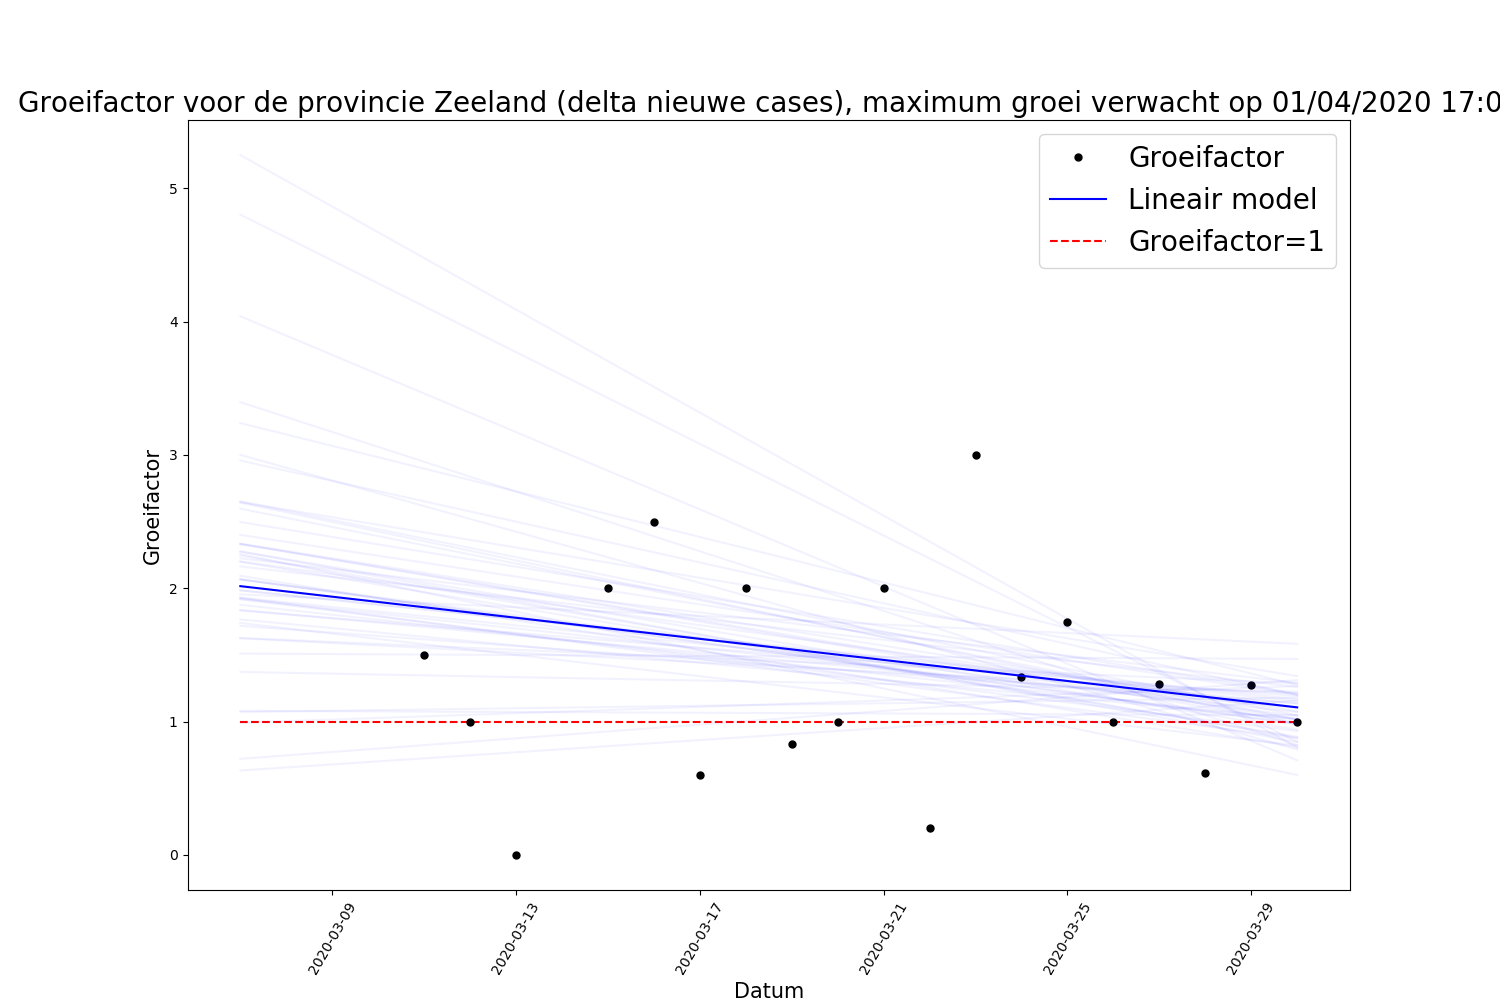 Groeifactor voor de provincie Zeeland (delta nieuwe cases), maximum groei verwacht op 01/04/2020 17:0
Groeifactor
Lineair model
Groeifactor=1
Groeifactor
5
4
3
2
1
0
2020-03-09
2020-03-13
2020-03-17
2020-03-21
2020-03-25
2020-03-29
Datum